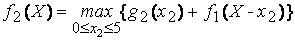 f₂(X) = max{g₂(x₂) + f₁(X - x₂)}
0≤x₂≤5